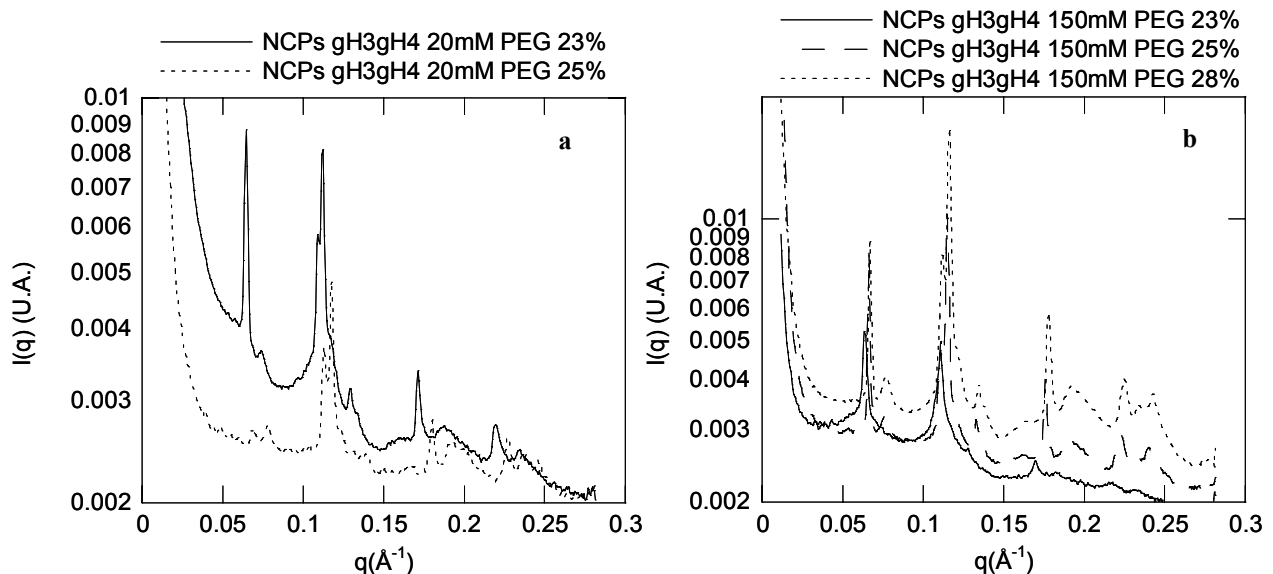 NCPs gH3gH4 20mM PEG 23%
NCPs gH3gH4 20mM PEG 25%
0.01
0.009
0.008
0.007
0.006
0.005
0.004
0.003
0.002
I(q) (U.A.)
a
0 0.05 0.1 0.15 0.2 0.25 0.3
q(Å⁻¹)
NCPs gH3gH4 150mM PEG 23%
NCPs gH3gH4 150mM PEG 25%
NCPs gH3gH4 150mM PEG 28%
0.01
0.009
0.008
0.007
0.006
0.005
0.004
0.003
0.002
I(q) (U.A.)
b
0 0.05 0.1 0.15 0.2 0.25 0.3
q(Å⁻¹)